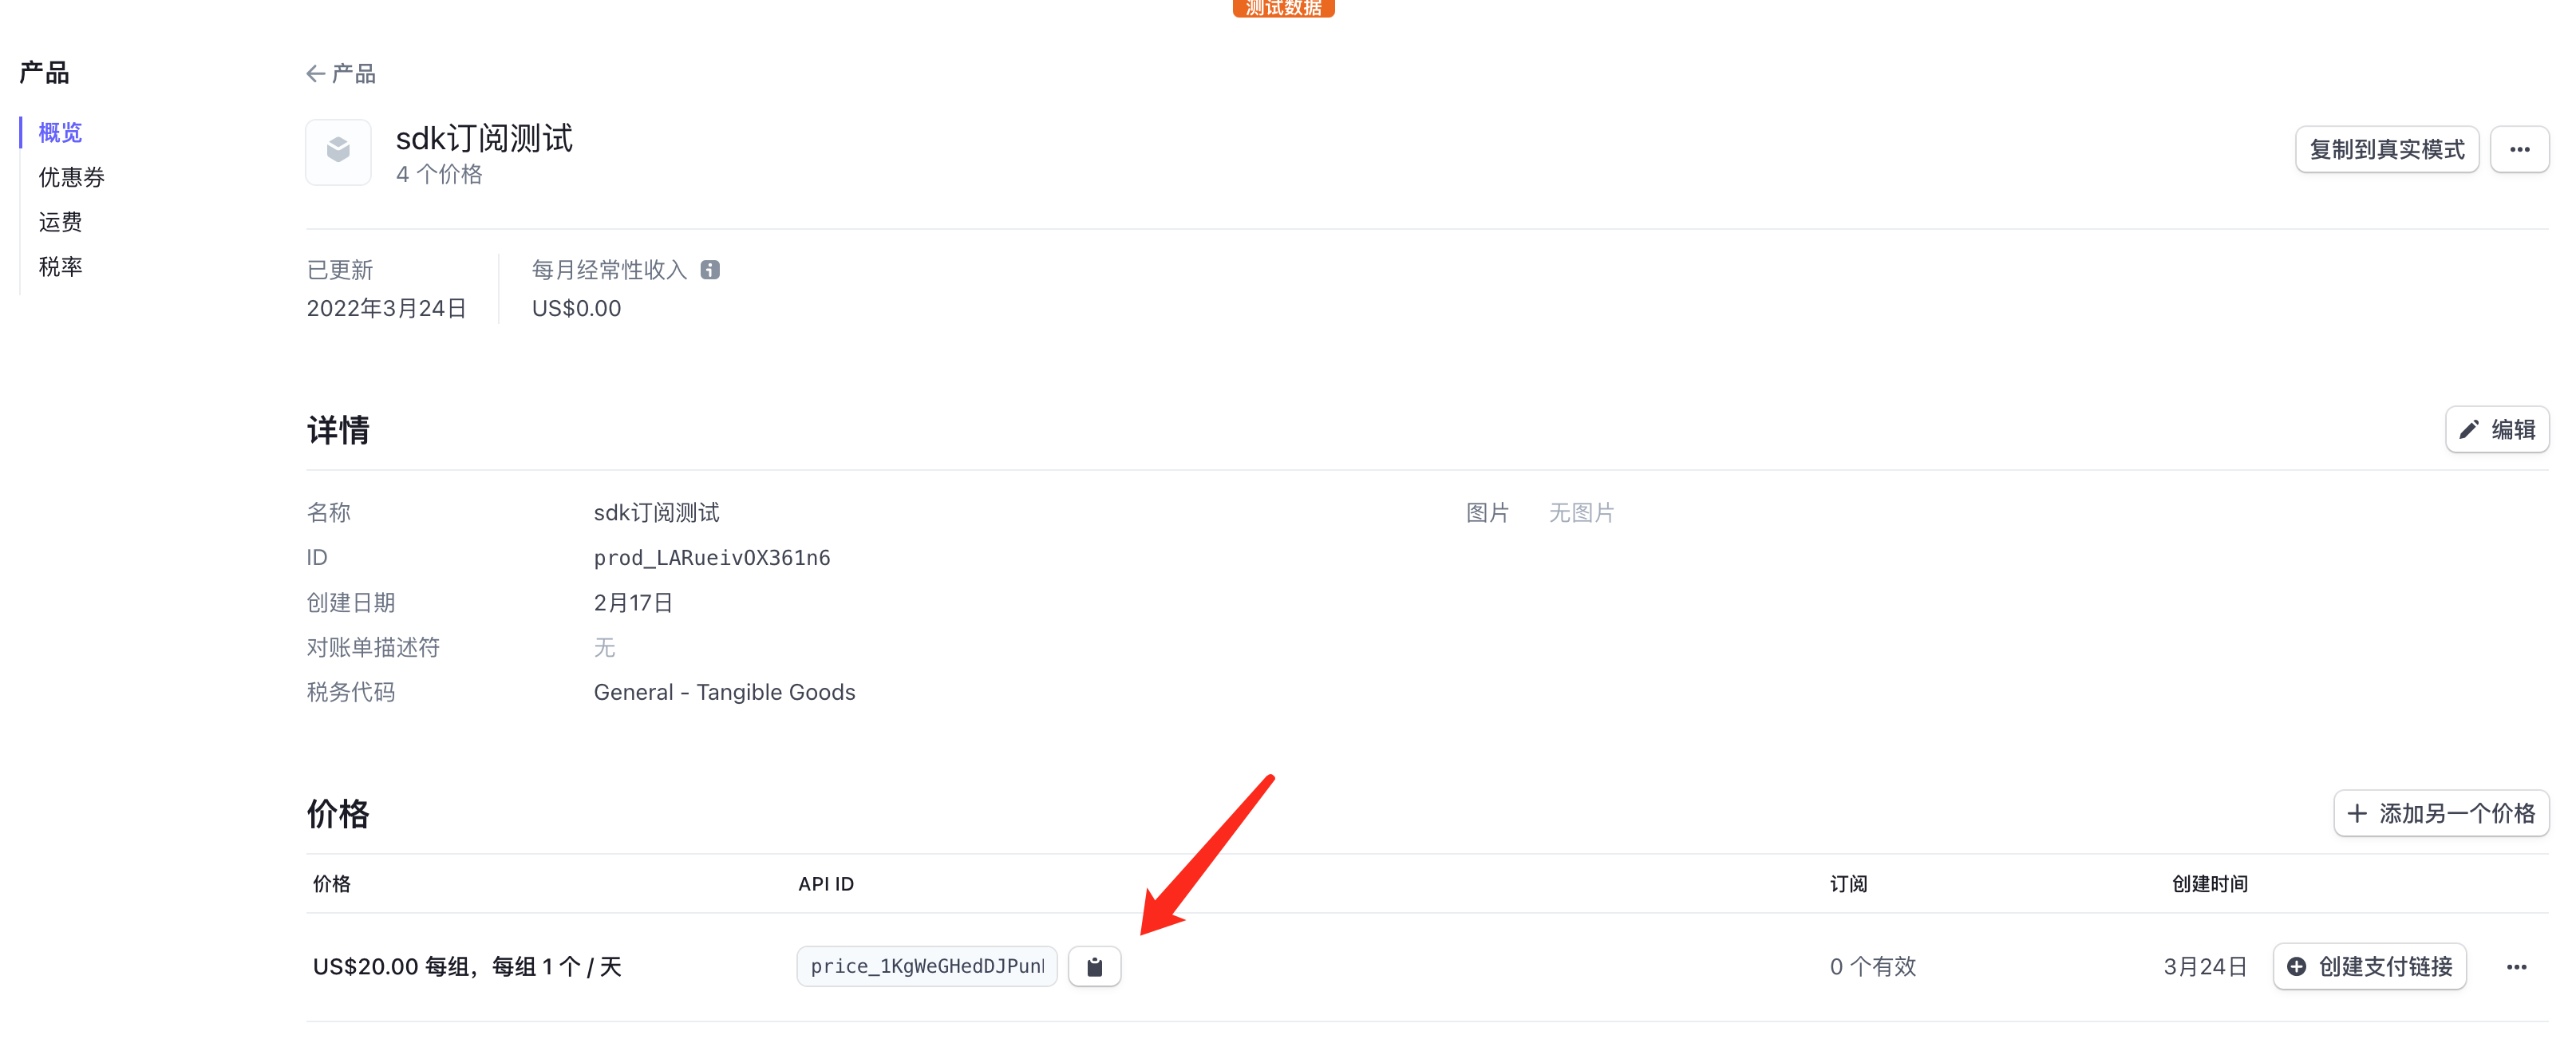 测试数据
产品
概览
优惠券
运费
税率
← 产品
sdk订阅测试
4 个价格
复制到真实模式
已更新
2022年3月24日
每月经常性收入
US$0.00
详情
编辑
名称 sdk订阅测试
图片 无图片
ID prod_LARueivOX361n6
创建日期 2月17日
对账单描述符 无
税务代码 General - Tangible Goods
价格
+ 添加另一个价格
价格 API ID 订阅 创建时间
US$20.00 每组，每组 1 个 / 天 price_1KgWeGHedDJPun 0 个有效 3月24日 创建支付链接